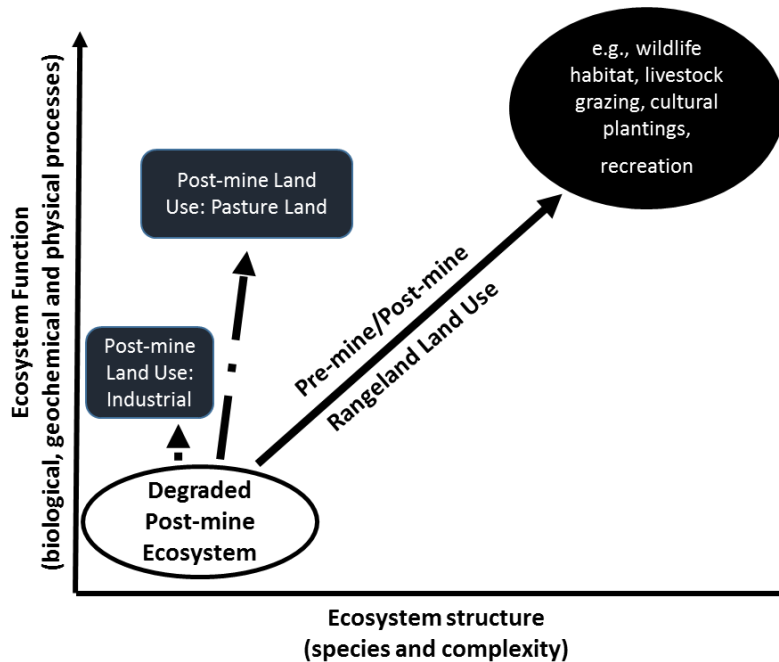 Ecosystem Function
(biological, geochemical and physical processes)
e.g., wildlife
habitat, livestock
grazing, cultural
plantings,
recreation
Post-mine Land
Use: Pasture Land
Post-mine
Land Use:
Industrial
Pre-mine/Post-mine
Rangeland Land Use
Degraded
Post-mine
Ecosystem
Ecosystem structure
(species and complexity)